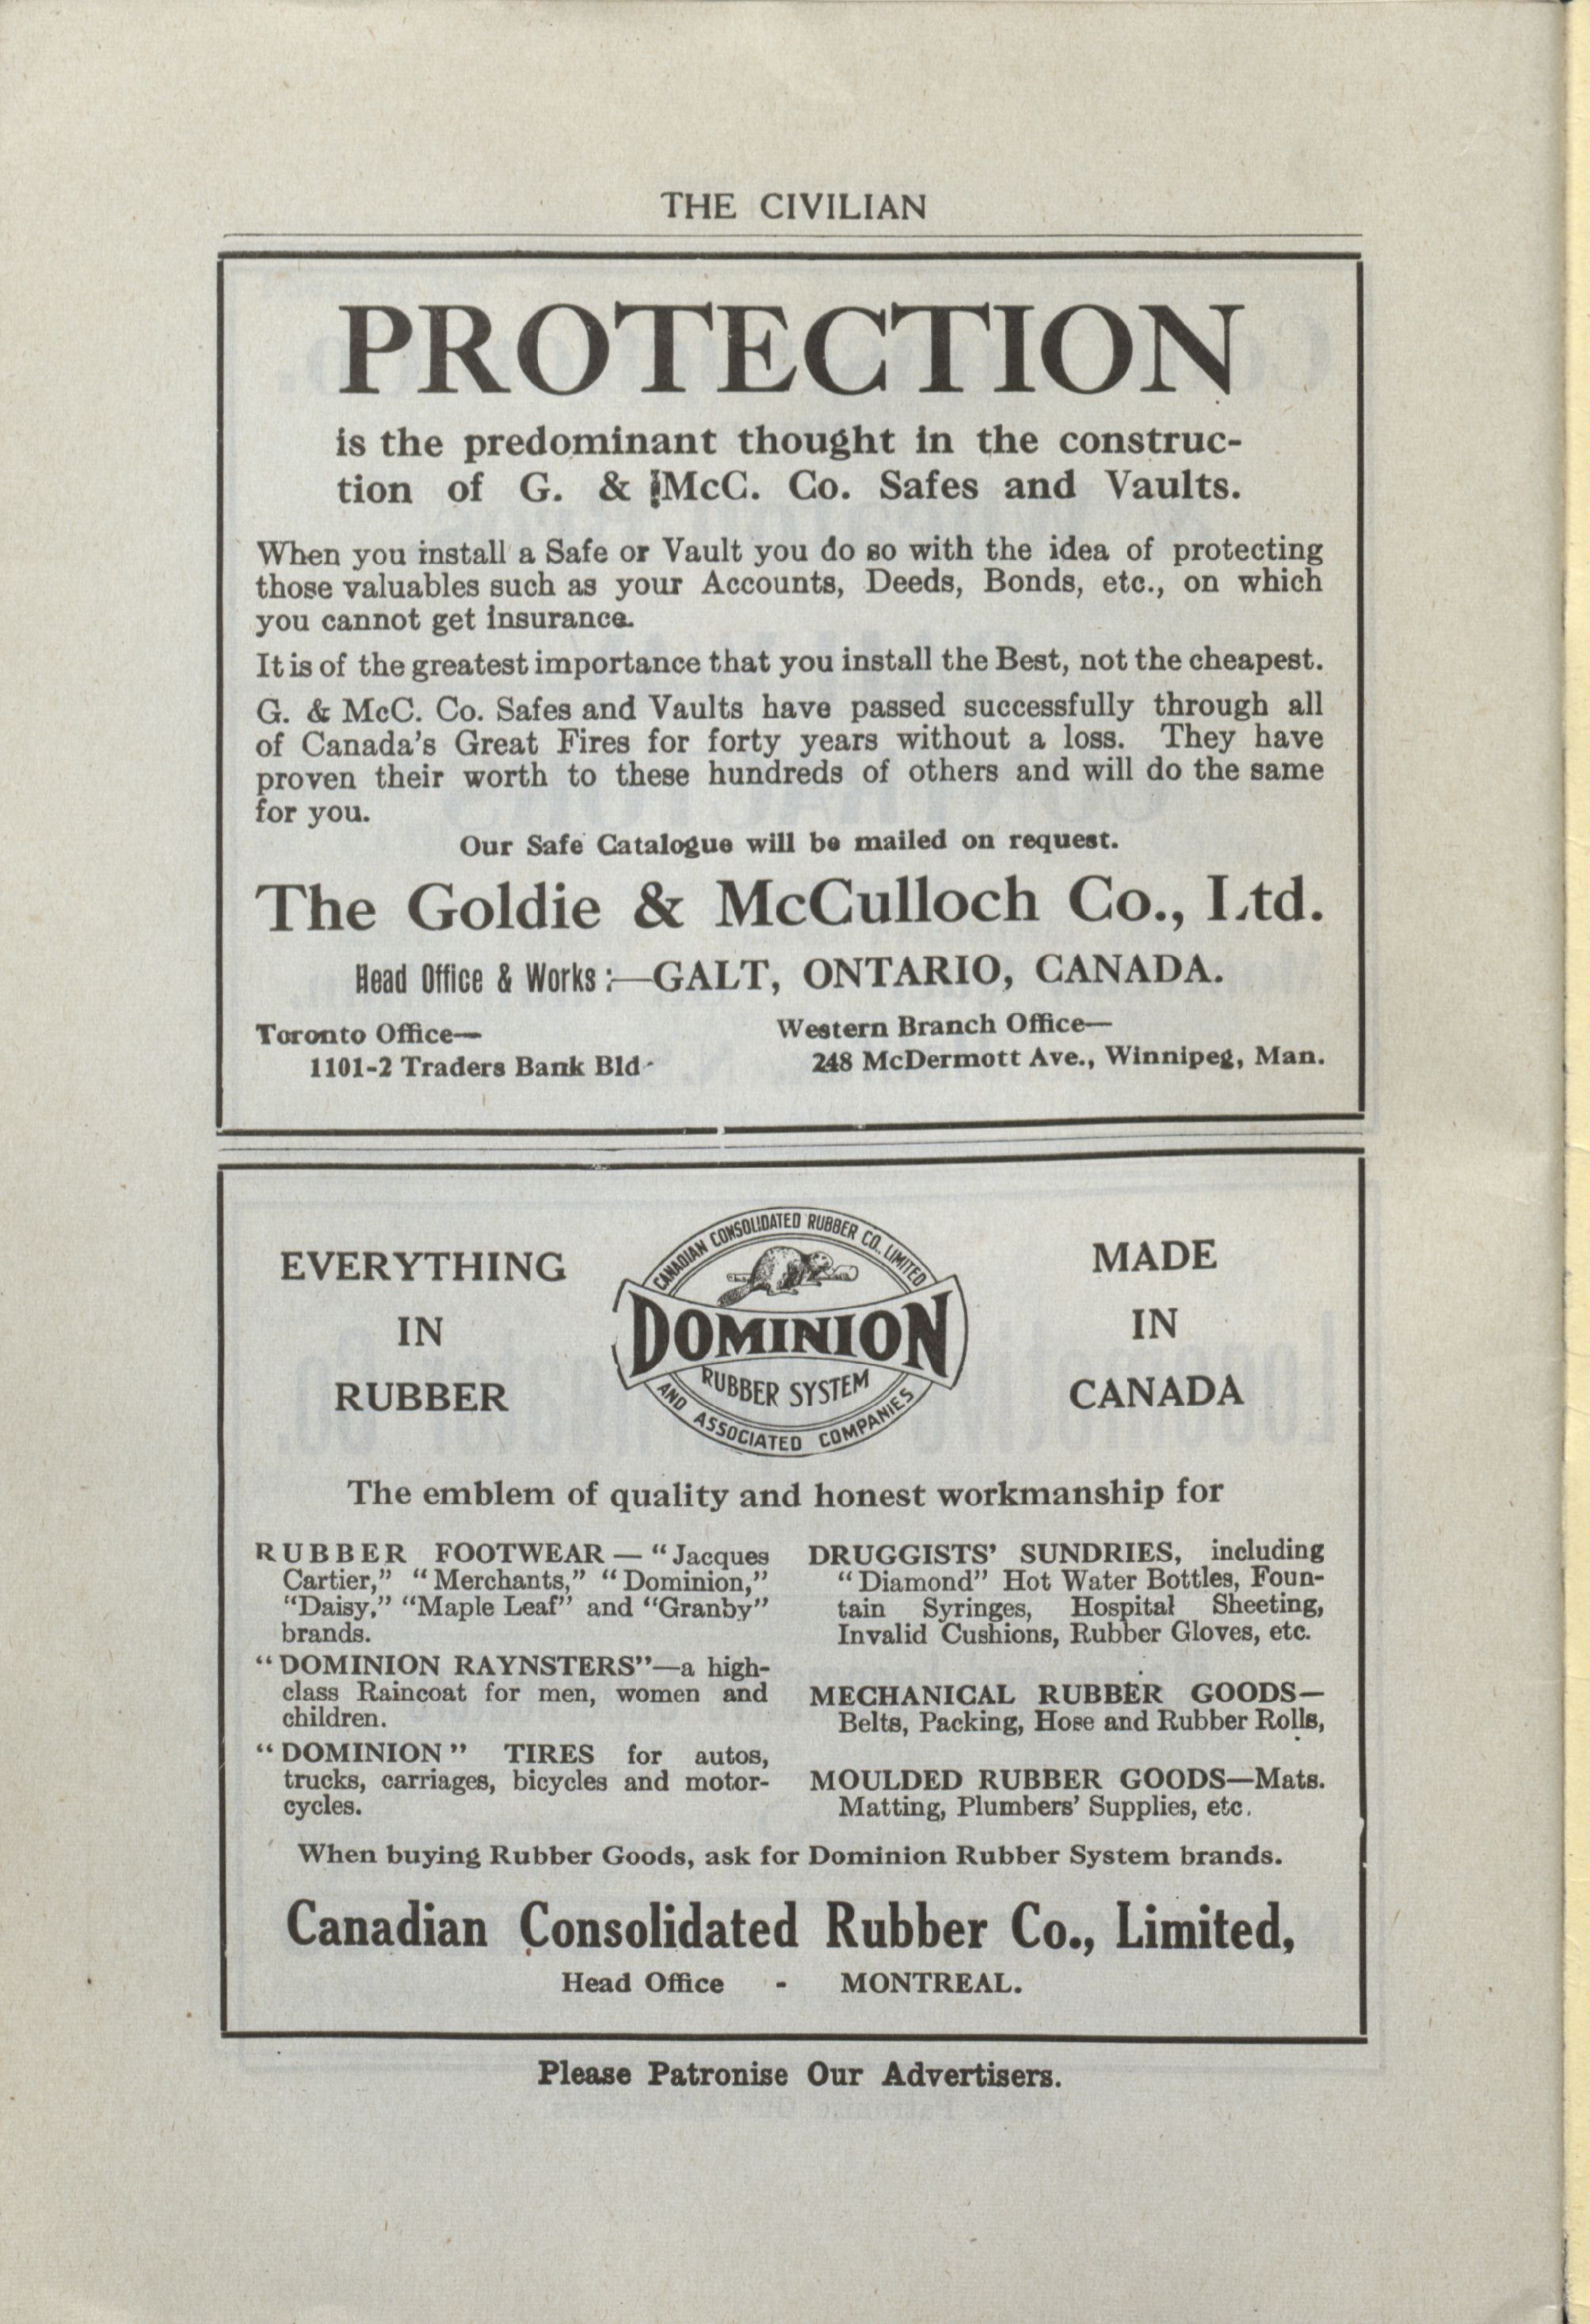 THE CIVILIAN
PROTECTION
is the predominant thought in the construc-
tion of G. & McC. Co. Safes and Vaults.
When you install a Safe or Vault you do so with the idea of protecting
those valuables such as your Accounts, Deeds, Bonds, etc., on which
you cannot get insurance.
It is of the greatest importance that you install the Best, not the cheapest.
G. & McC. Co. Safes and Vaults have passed successfully through all
of Canada's Great Fires for forty years without a loss. They have
proven their worth to these hundreds of others and will do the same
for you.
Our Safe Catalogue will be mailed on request.
The Goldie & McCulloch Co., Ltd.
Head Office & Works:—GALT, ONTARIO, CANADA.
Toronto Office—
1101-2 Traders Bank Bld.
Western Branch Office—
248 McDermott Ave., Winnipeg, Man.
EVERYTHING
IN
RUBBER
CANADIAN CONSOLIDATED RUBBER CO., LIMITED
DOMINION
RUBBER SYSTEM
AND ASSOCIATED COMPANIES
MADE
IN
CANADA
The emblem of quality and honest workmanship for
RUBBER FOOTWEAR — "Jacques
Cartier," "Merchants," "Dominion,"
"Daisy," "Maple Leaf" and "Granby"
brands.
"DOMINION RAYNSTERS"—a high-
class Raincoat for men, women and
children.
"DOMINION" TIRES for autos,
trucks, carriages, bicycles and motor-
cycles.
DRUGGISTS' SUNDRIES, including
"Diamond" Hot Water Bottles, Foun-
tain Syringes, Hospital Sheeting,
Invalid Cushions, Rubber Gloves, etc.
MECHANICAL RUBBER GOODS—
Belts, Packing, Hose and Rubber Rolls,
MOULDED RUBBER GOODS—Mats.
Matting, Plumbers' Supplies, etc.
When buying Rubber Goods, ask for Dominion Rubber System brands.
Canadian Consolidated Rubber Co., Limited,
Head Office - MONTREAL.
Please Patronise Our Advertisers.